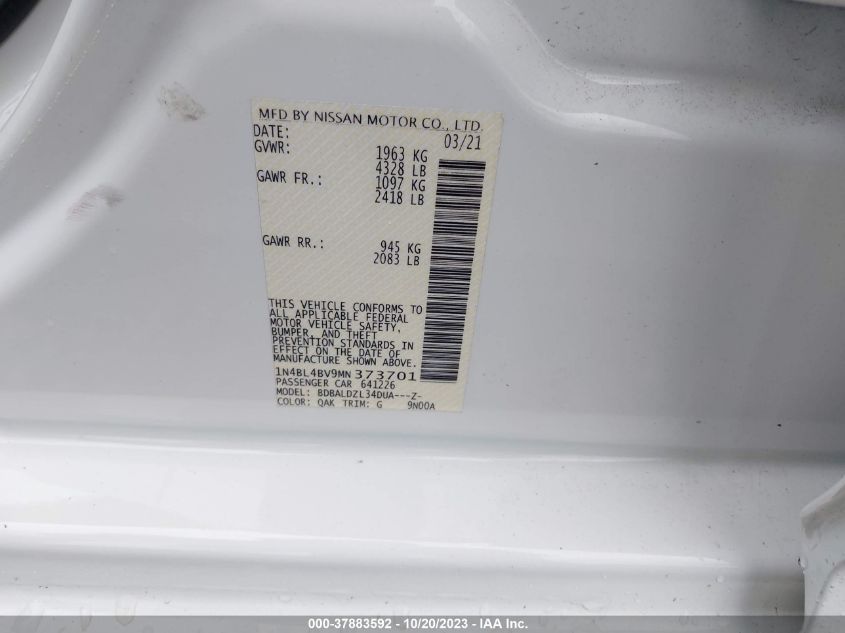 MFD BY NISSAN MOTOR CO., LTD.
DATE: 03/21
GVWR: 1963 KG
4328 LB
GAWR FR.: 1097 KG
2418 LB
GAWR RR.: 945 KG
2083 LB
THIS VEHICLE CONFORMS TO
ALL APPLICABLE FEDERAL
MOTOR VEHICLE SAFETY,
BUMPER, AND THEFT
PREVENTION STANDARDS IN
EFFECT ON THE DATE OF
MANUFACTURE SHOWN ABOVE.
1N4BL4BV9MN373701
PASSENGER CAR 641226
MODEL: BDBALDZL34DUA---Z-
COLOR: QAK TRIM: G 9N00A
000-37883592 - 10/20/2023 - IAA Inc.